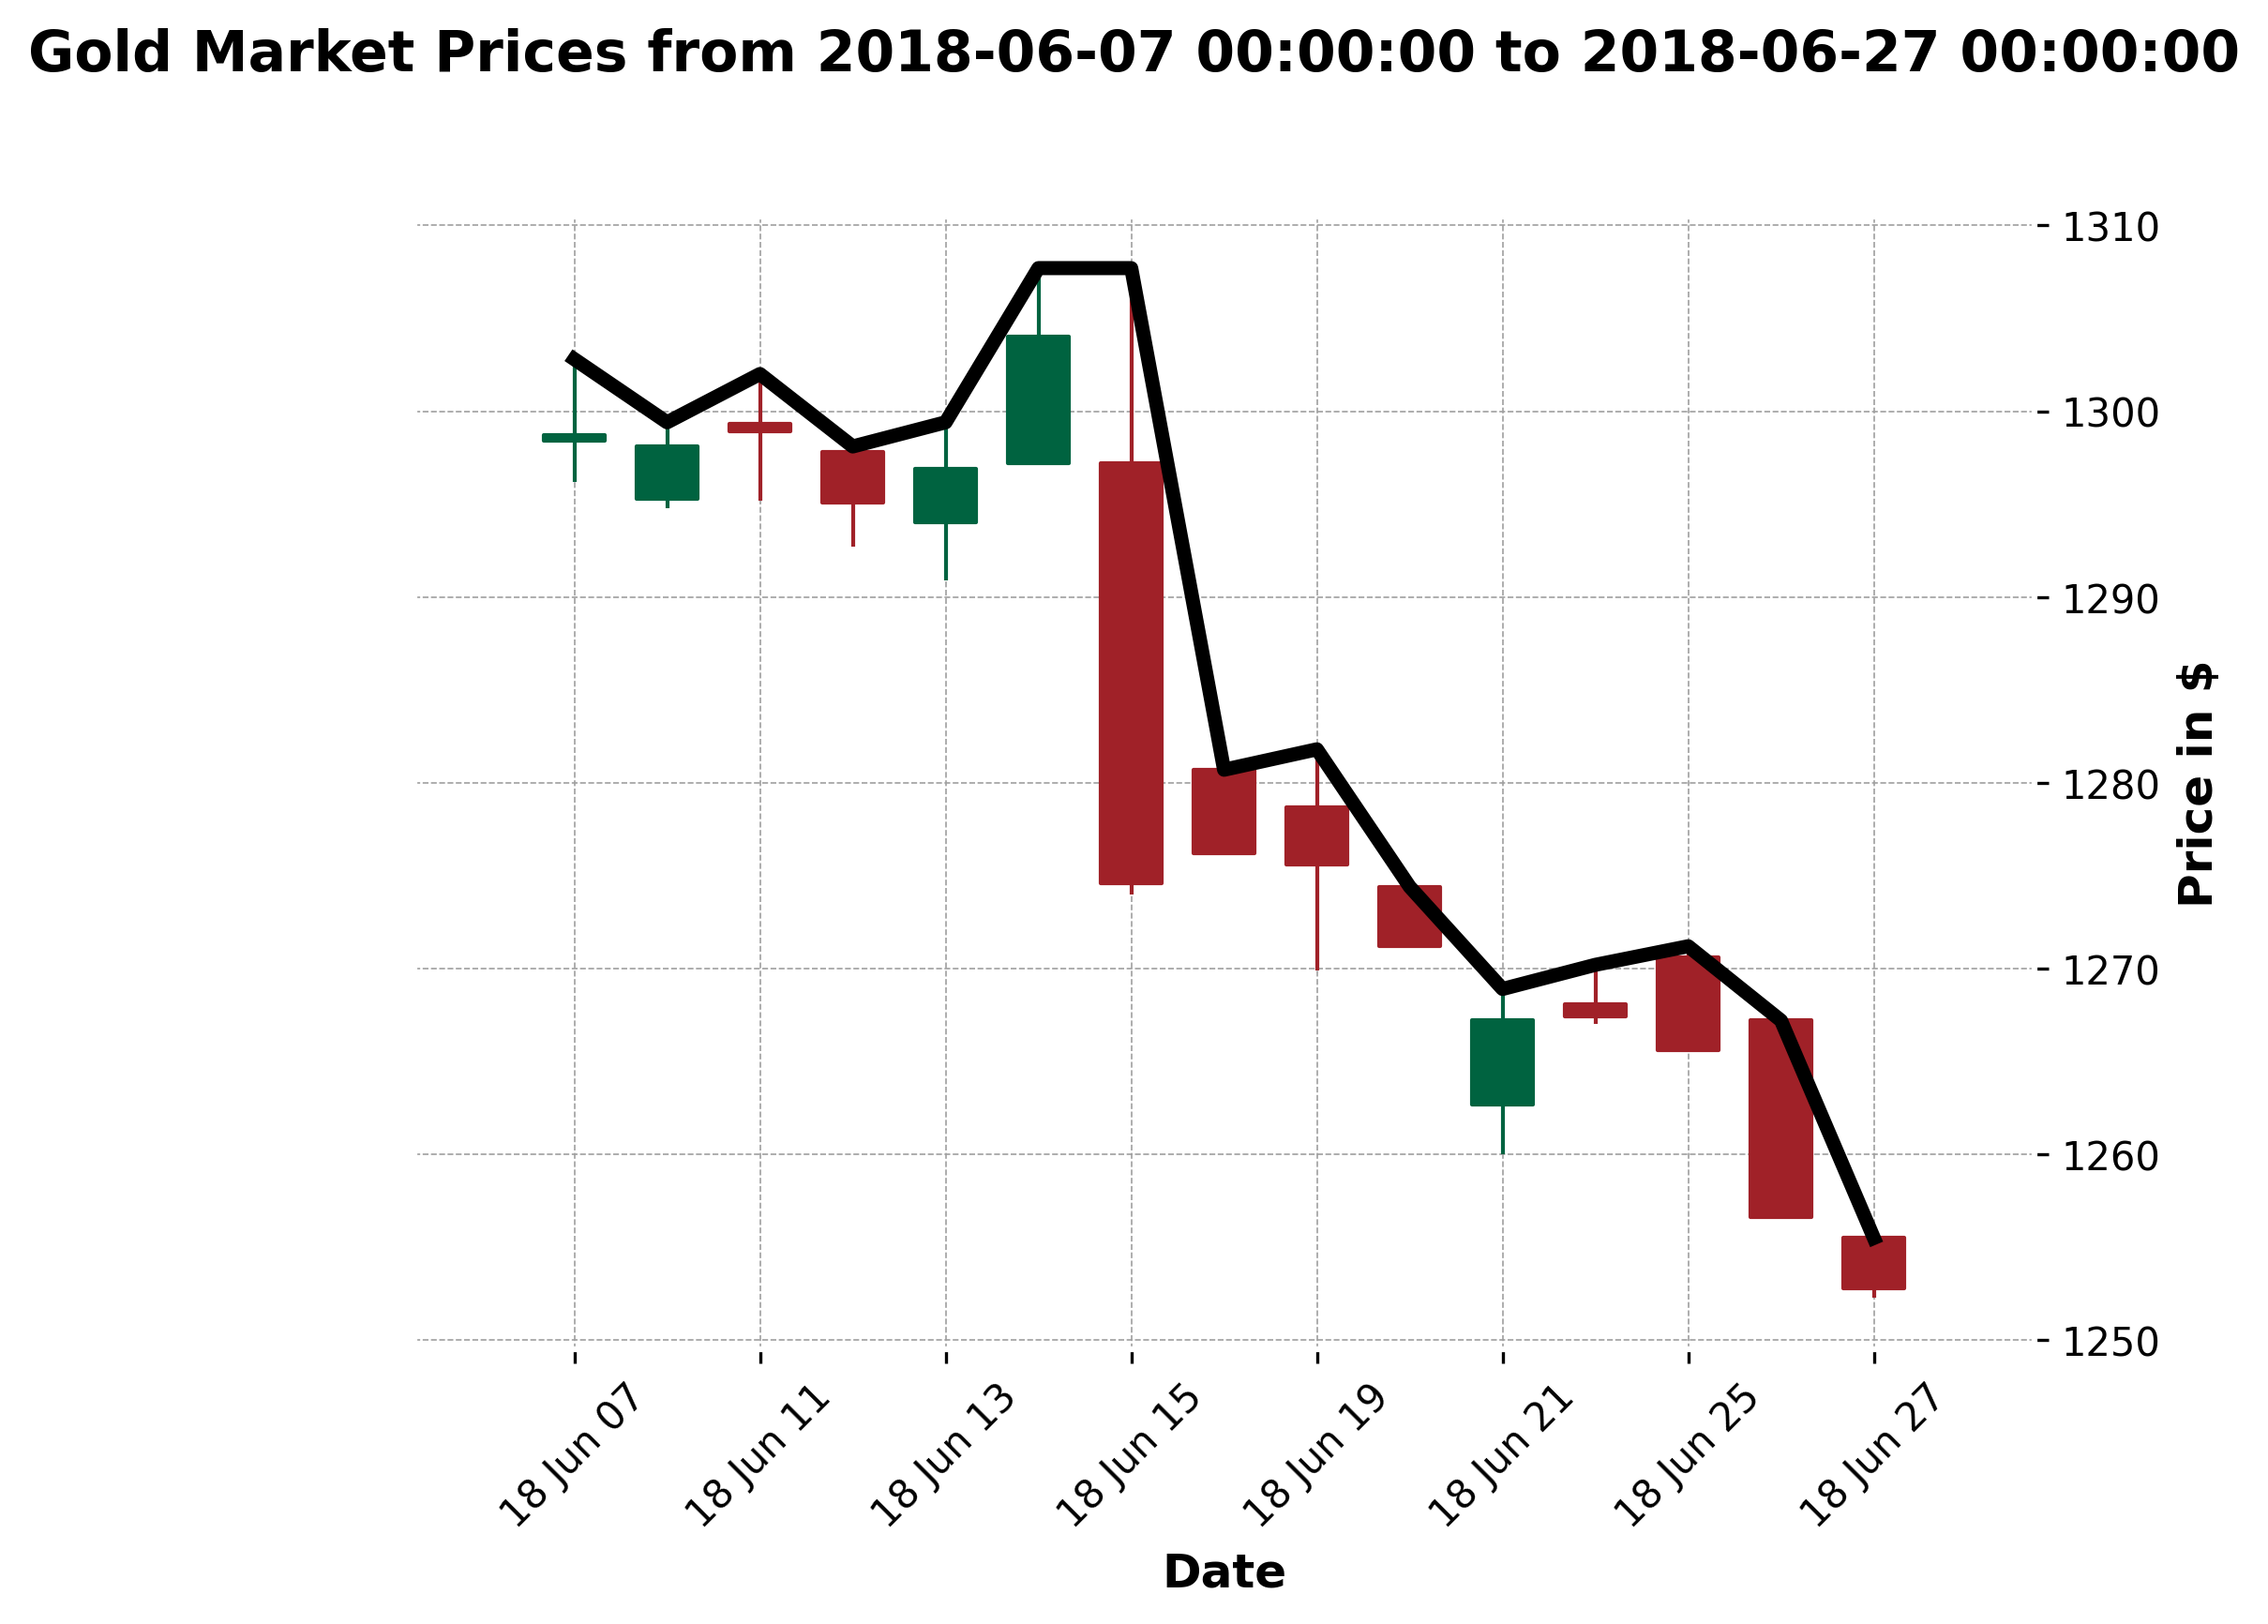 Gold Market Prices from 2018-06-07 00:00:00 to 2018-06-27 00:00:00
1310
1300
1290
1280
1270
1260
1250
Price in $
18 Jun 07
18 Jun 11
18 Jun 13
18 Jun 15
18 Jun 19
18 Jun 21
18 Jun 25
18 Jun 27
Date